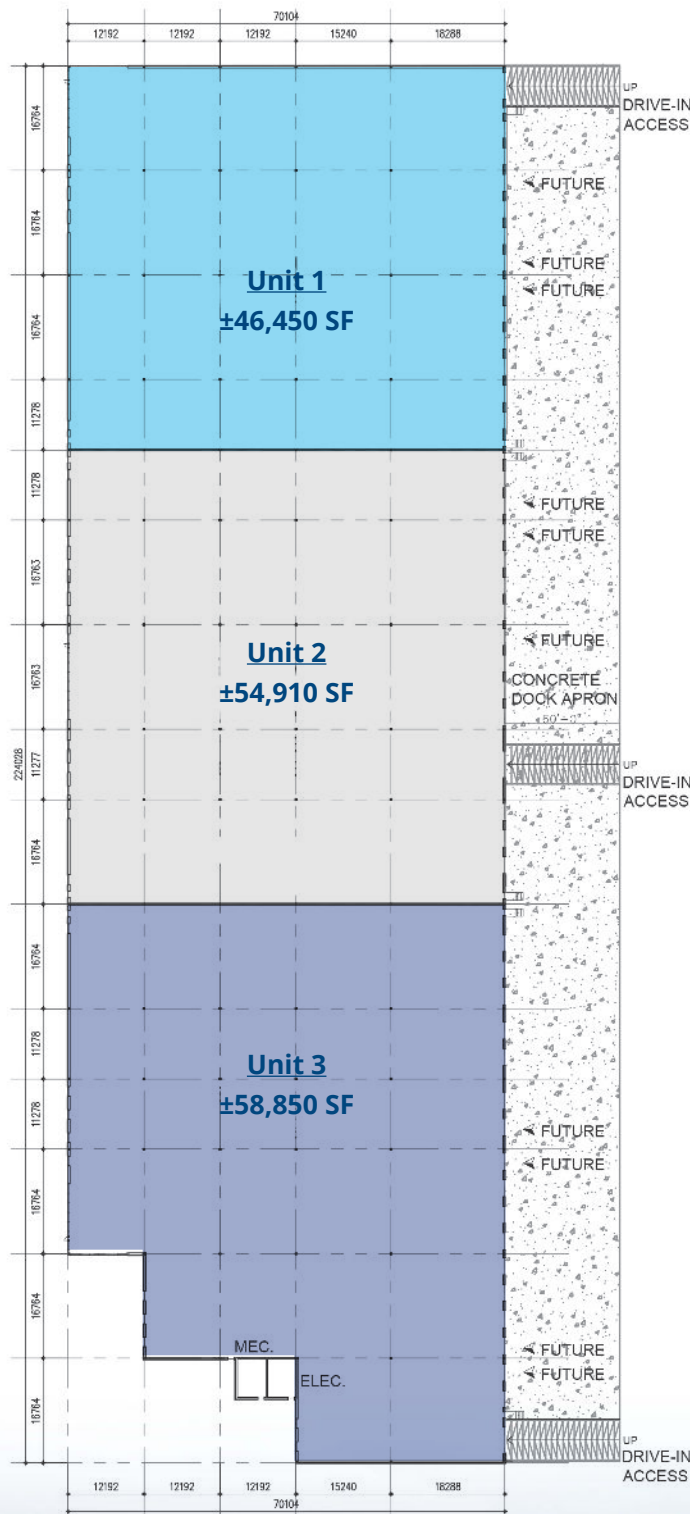 70104
12192 12192 12192 15240 18288
UP
DRIVE-IN
ACCESS
16764
FUTURE
16764
FUTURE
FUTURE
Unit 1
±46,450 SF
16764
11278
11278
FUTURE
FUTURE
16763
FUTURE
Unit 2
±54,910 SF
16763
CONCRETE
DOCK APRON
224028
11277
UP
DRIVE-IN
ACCESS
16764
16764
11278
Unit 3
±58,850 SF
11278
FUTURE
FUTURE
16764
16764
MEC.
FUTURE
FUTURE
ELEC.
16764
UP
DRIVE-IN
ACCESS
12192 12192 12192 15240 18288
70104